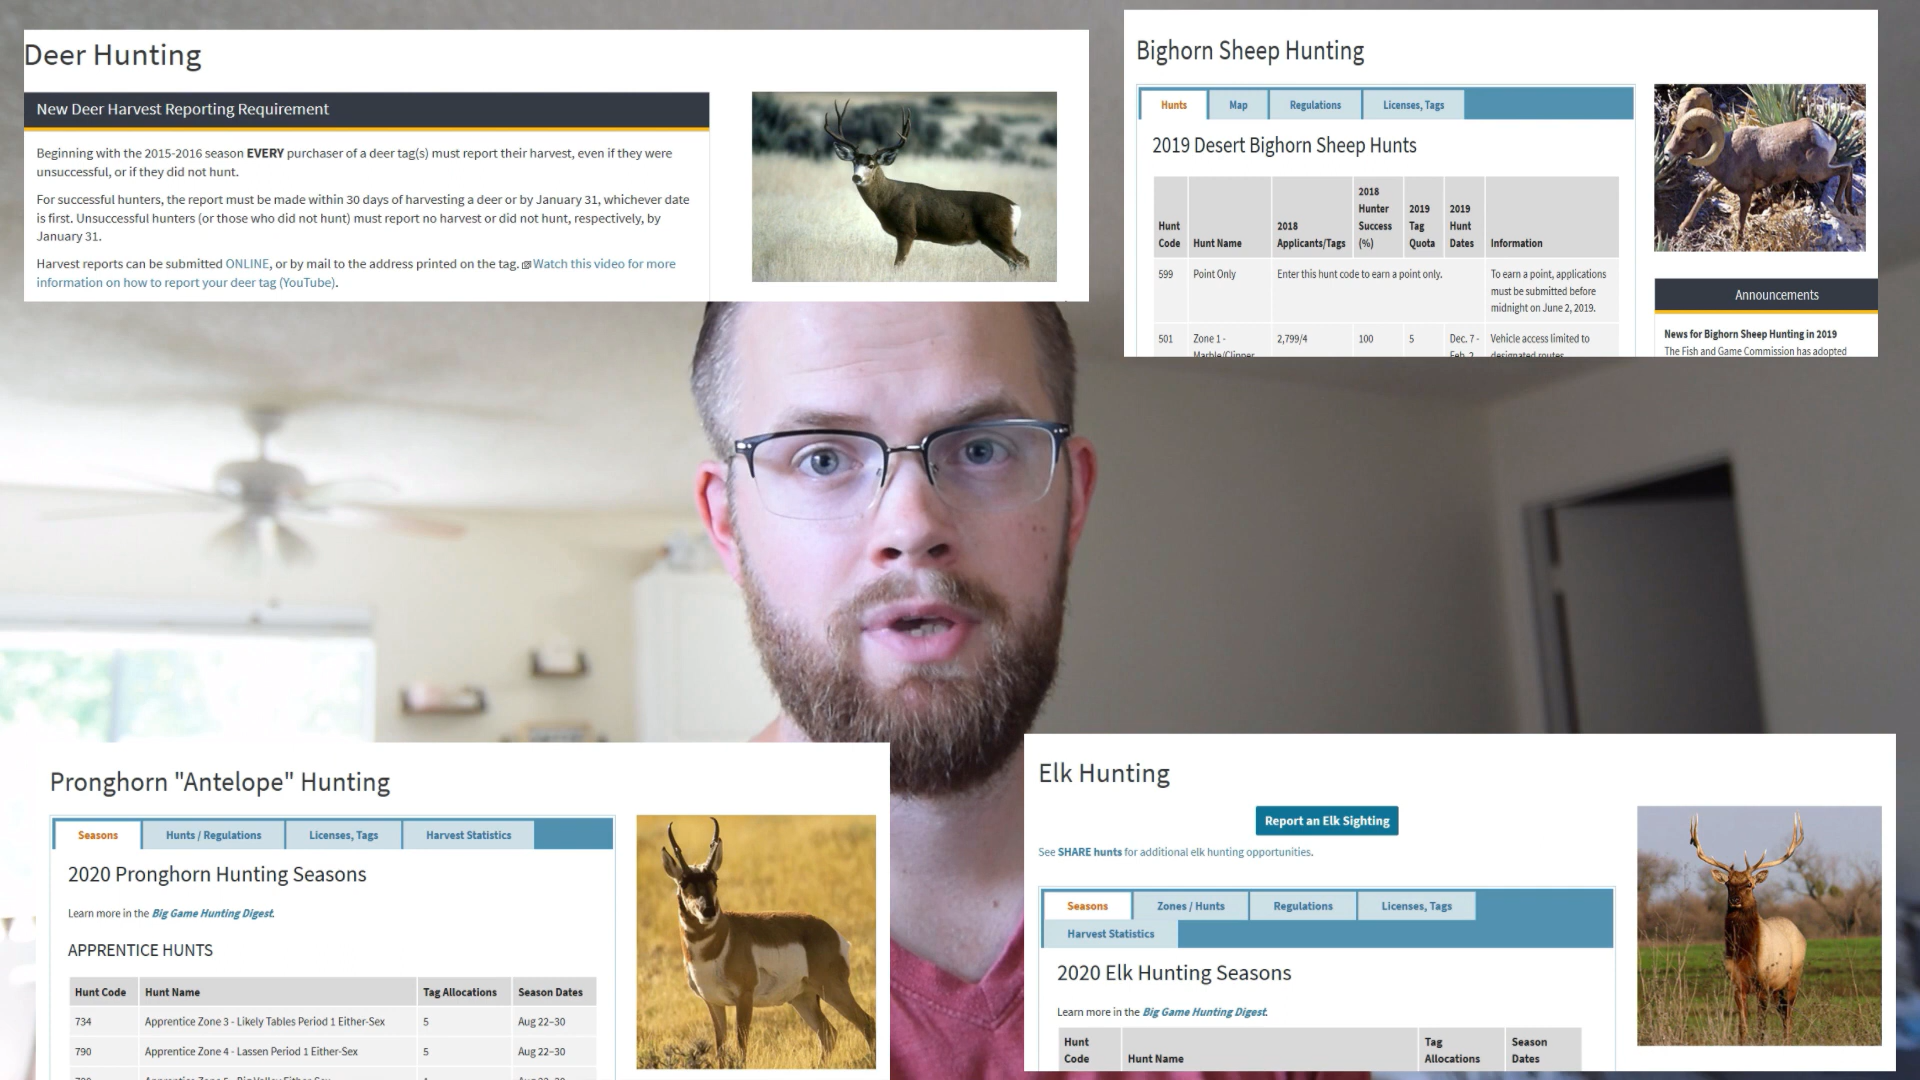 Deer Hunting
New Deer Harvest Reporting Requirement
Beginning with the 2015-2016 season EVERY purchaser of a deer tag(s) must report their harvest, even if they were
unsuccessful, or if they did not hunt.
For successful hunters, the report must be made within 30 days of harvesting a deer or by January 31, whichever date
is first. Unsuccessful hunters (or those who did not hunt) must report no harvest or did not hunt, respectively, by
January 31.
Harvest reports can be submitted ONLINE, or by mail to the address printed on the tag. Watch this video for more
information on how to report your deer tag (YouTube).
Bighorn Sheep Hunting
Hunts Map Regulations Licenses, Tags
2019 Desert Bighorn Sheep Hunts
Hunt Code Hunt Name 2018 Applicants/Tags 2018 Hunter Success (%) 2019 Tag Quota 2019 Hunt Dates Information
599 Point Only Enter this hunt code to earn a point only. To earn a point, applications
must be submitted before
midnight on June 2, 2019.
501 Zone 1 - 2,799/4 100 5 Dec. 7 - Vehicle access limited to
Marble/Clipper Feb. 2 designated routes
Announcements
News for Bighorn Sheep Hunting in 2019
The Fish and Game Commission has adopted
Pronghorn "Antelope" Hunting
Seasons Hunts / Regulations Licenses, Tags Harvest Statistics
2020 Pronghorn Hunting Seasons
Learn more in the Big Game Hunting Digest.
APPRENTICE HUNTS
Hunt Code Hunt Name Tag Allocations Season Dates
734 Apprentice Zone 3 - Likely Tables Period 1 Either-Sex 5 Aug 22–30
790 Apprentice Zone 4 - Lassen Period 1 Either-Sex 5 Aug 22–30
Elk Hunting
Report an Elk Sighting
See SHARE hunts for additional elk hunting opportunities.
Seasons Zones / Hunts Regulations Licenses, Tags
Harvest Statistics
2020 Elk Hunting Seasons
Learn more in the Big Game Hunting Digest.
Hunt Code Hunt Name Tag Allocations Season Dates